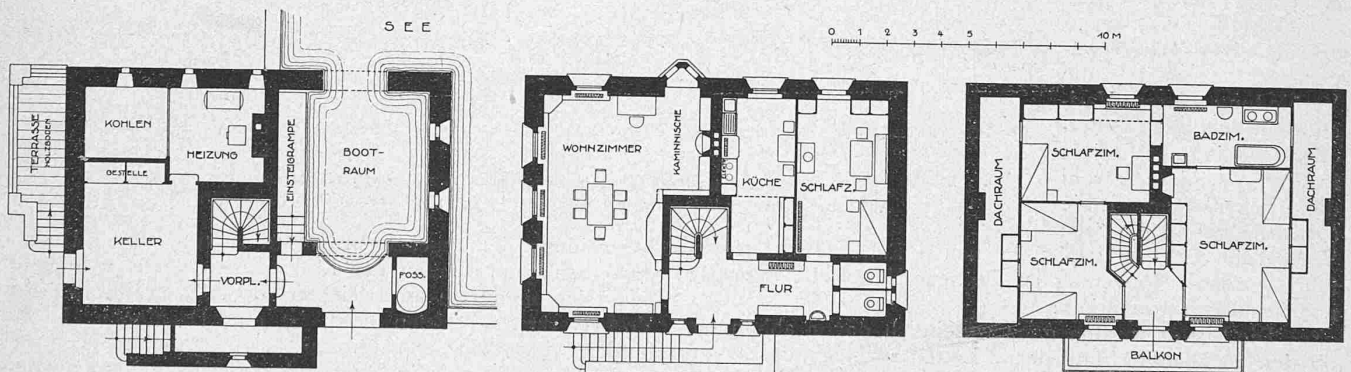 SEE
0 1 2 3 4 5 10 M
TERRASSE
HOLZBODEN
KOHLEN
HEIZUNG
GESTELLE
KELLER
VORPL.
EINSTEIGRAMPE
BOOT-
RAUM
FOSS.
WOHNZIMMER
KAMINNISCHE
KÜCHE
SCHLAFZ.
FLUR
DACHRAUM
SCHLAFZIM.
BADZIM.
DACHRAUM
SCHLAFZIM.
SCHLAFZIM.
BALKON